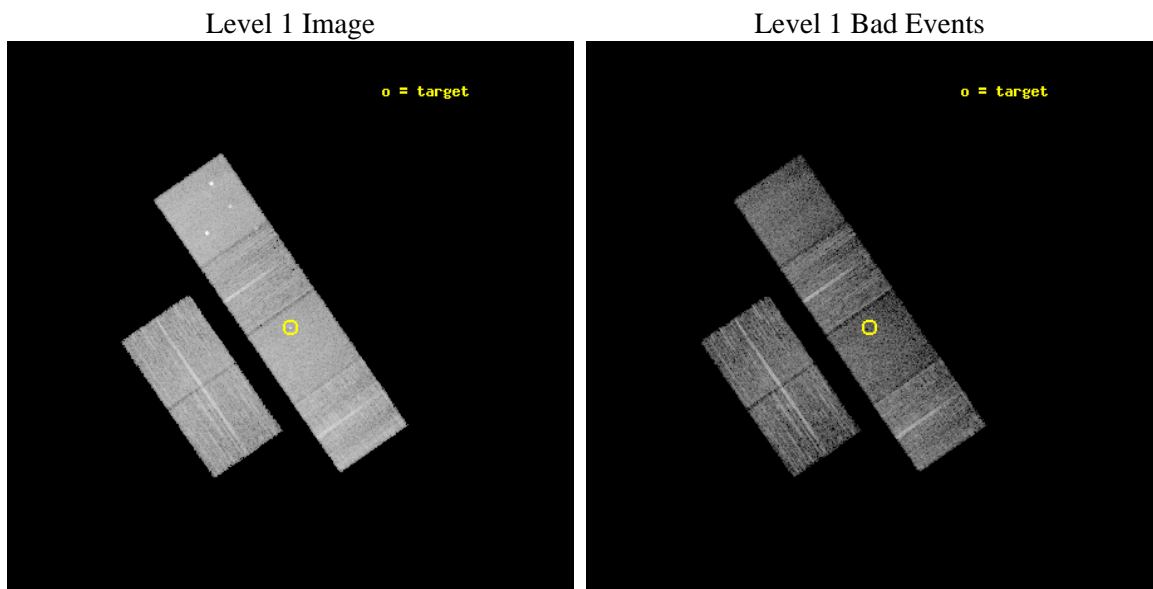 Level 1 Image
Level 1 Bad Events
o = target
o = target